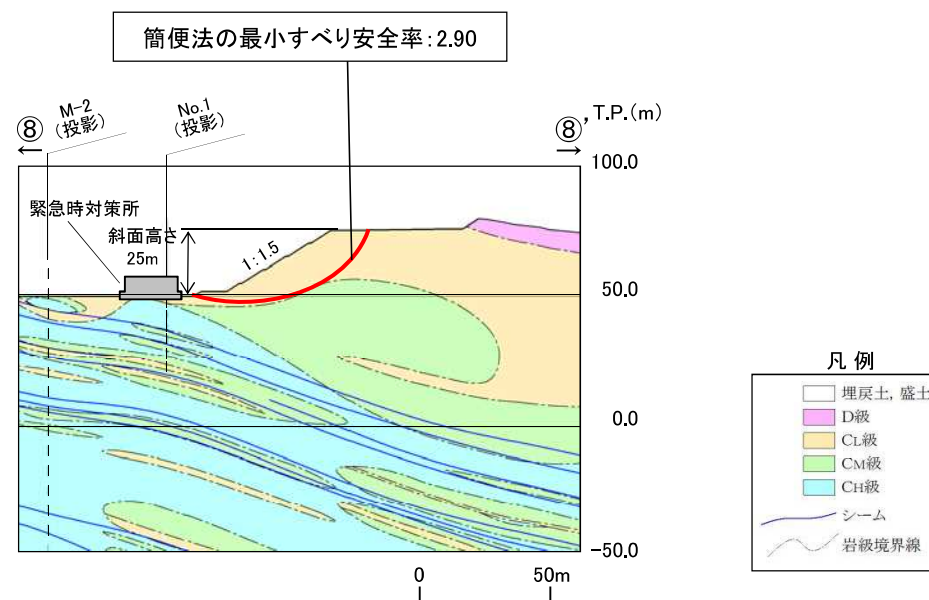 簡便法の最小すべり安全率:2.90
M-2
(投影)
No.1
(投影)
⑧
⑧'
T.P.(m)
100.0
緊急時対策所
斜面高さ
25m
1:1.5
50.0
0.0
-50.0
0
50m
凡 例
埋戻土, 盛土
D級
CL級
CM級
CH級
シーム
岩級境界線